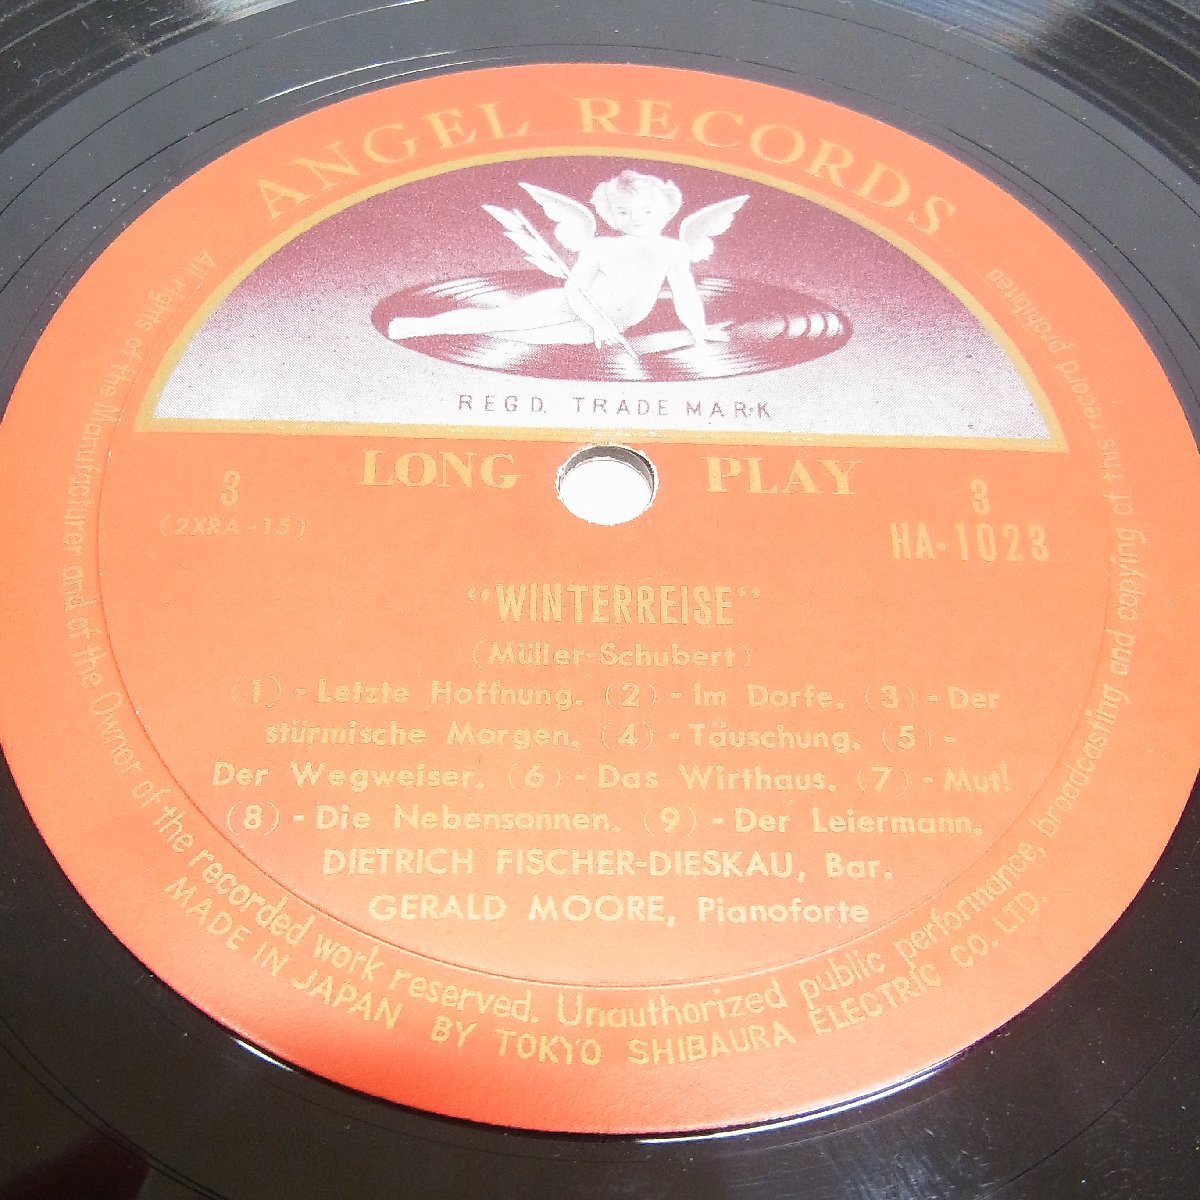 ANGEL RECORDS
REGD. TRADE MARK
LONG PLAY
3
(2XRA-15)
3
HA-1023
"WINTERREISE"
(Müller-Schubert)
(1)-Letzte Hoffnung. (2)-Im Dorfe. (3)-Der
stürmische Morgen. (4)-Täuschung. (5)-
Der Wegweiser. (6)-Das Wirthaus. (7)-Mut!
(8)-Die Nebensonnen. (9)-Der Leiermann.
DIETRICH FISCHER-DIESKAU, Bar.
GERALD MOORE, Pianoforte
All rights of the Manufacturer and of the Owner of the recorded work reserved. Unauthorized public performance, broadcasting and copying of this record prohibited
MADE IN JAPAN BY TOKYO SHIBAURA ELECTRIC CO. LTD.